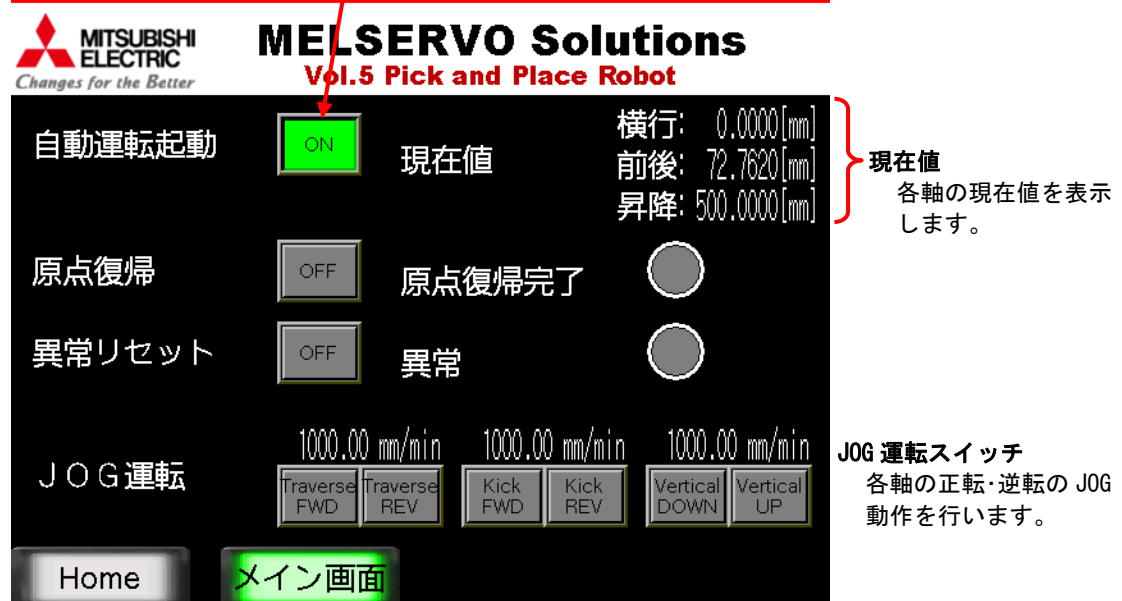 MITSUBISHI
ELECTRIC
Changes for the Better
MELSERVO Solutions
Vol.5 Pick and Place Robot
自動運転起動
ON
現在値
横行: 0.0000[mm]
前後: 72.7620[mm]
昇降: 500.0000[mm]
現在値
各軸の現在値を表示
します。
原点復帰
OFF
原点復帰完了
異常リセット
OFF
異常
JOG運転
1000.00 mm/min
1000.00 mm/min
1000.00 mm/min
Traverse
FWD
Traverse
REV
Kick
FWD
Kick
REV
Vertical
DOWN
Vertical
UP
JOG 運転スイッチ
各軸の正転･逆転の JOG
動作を行います。
Home
メイン画面